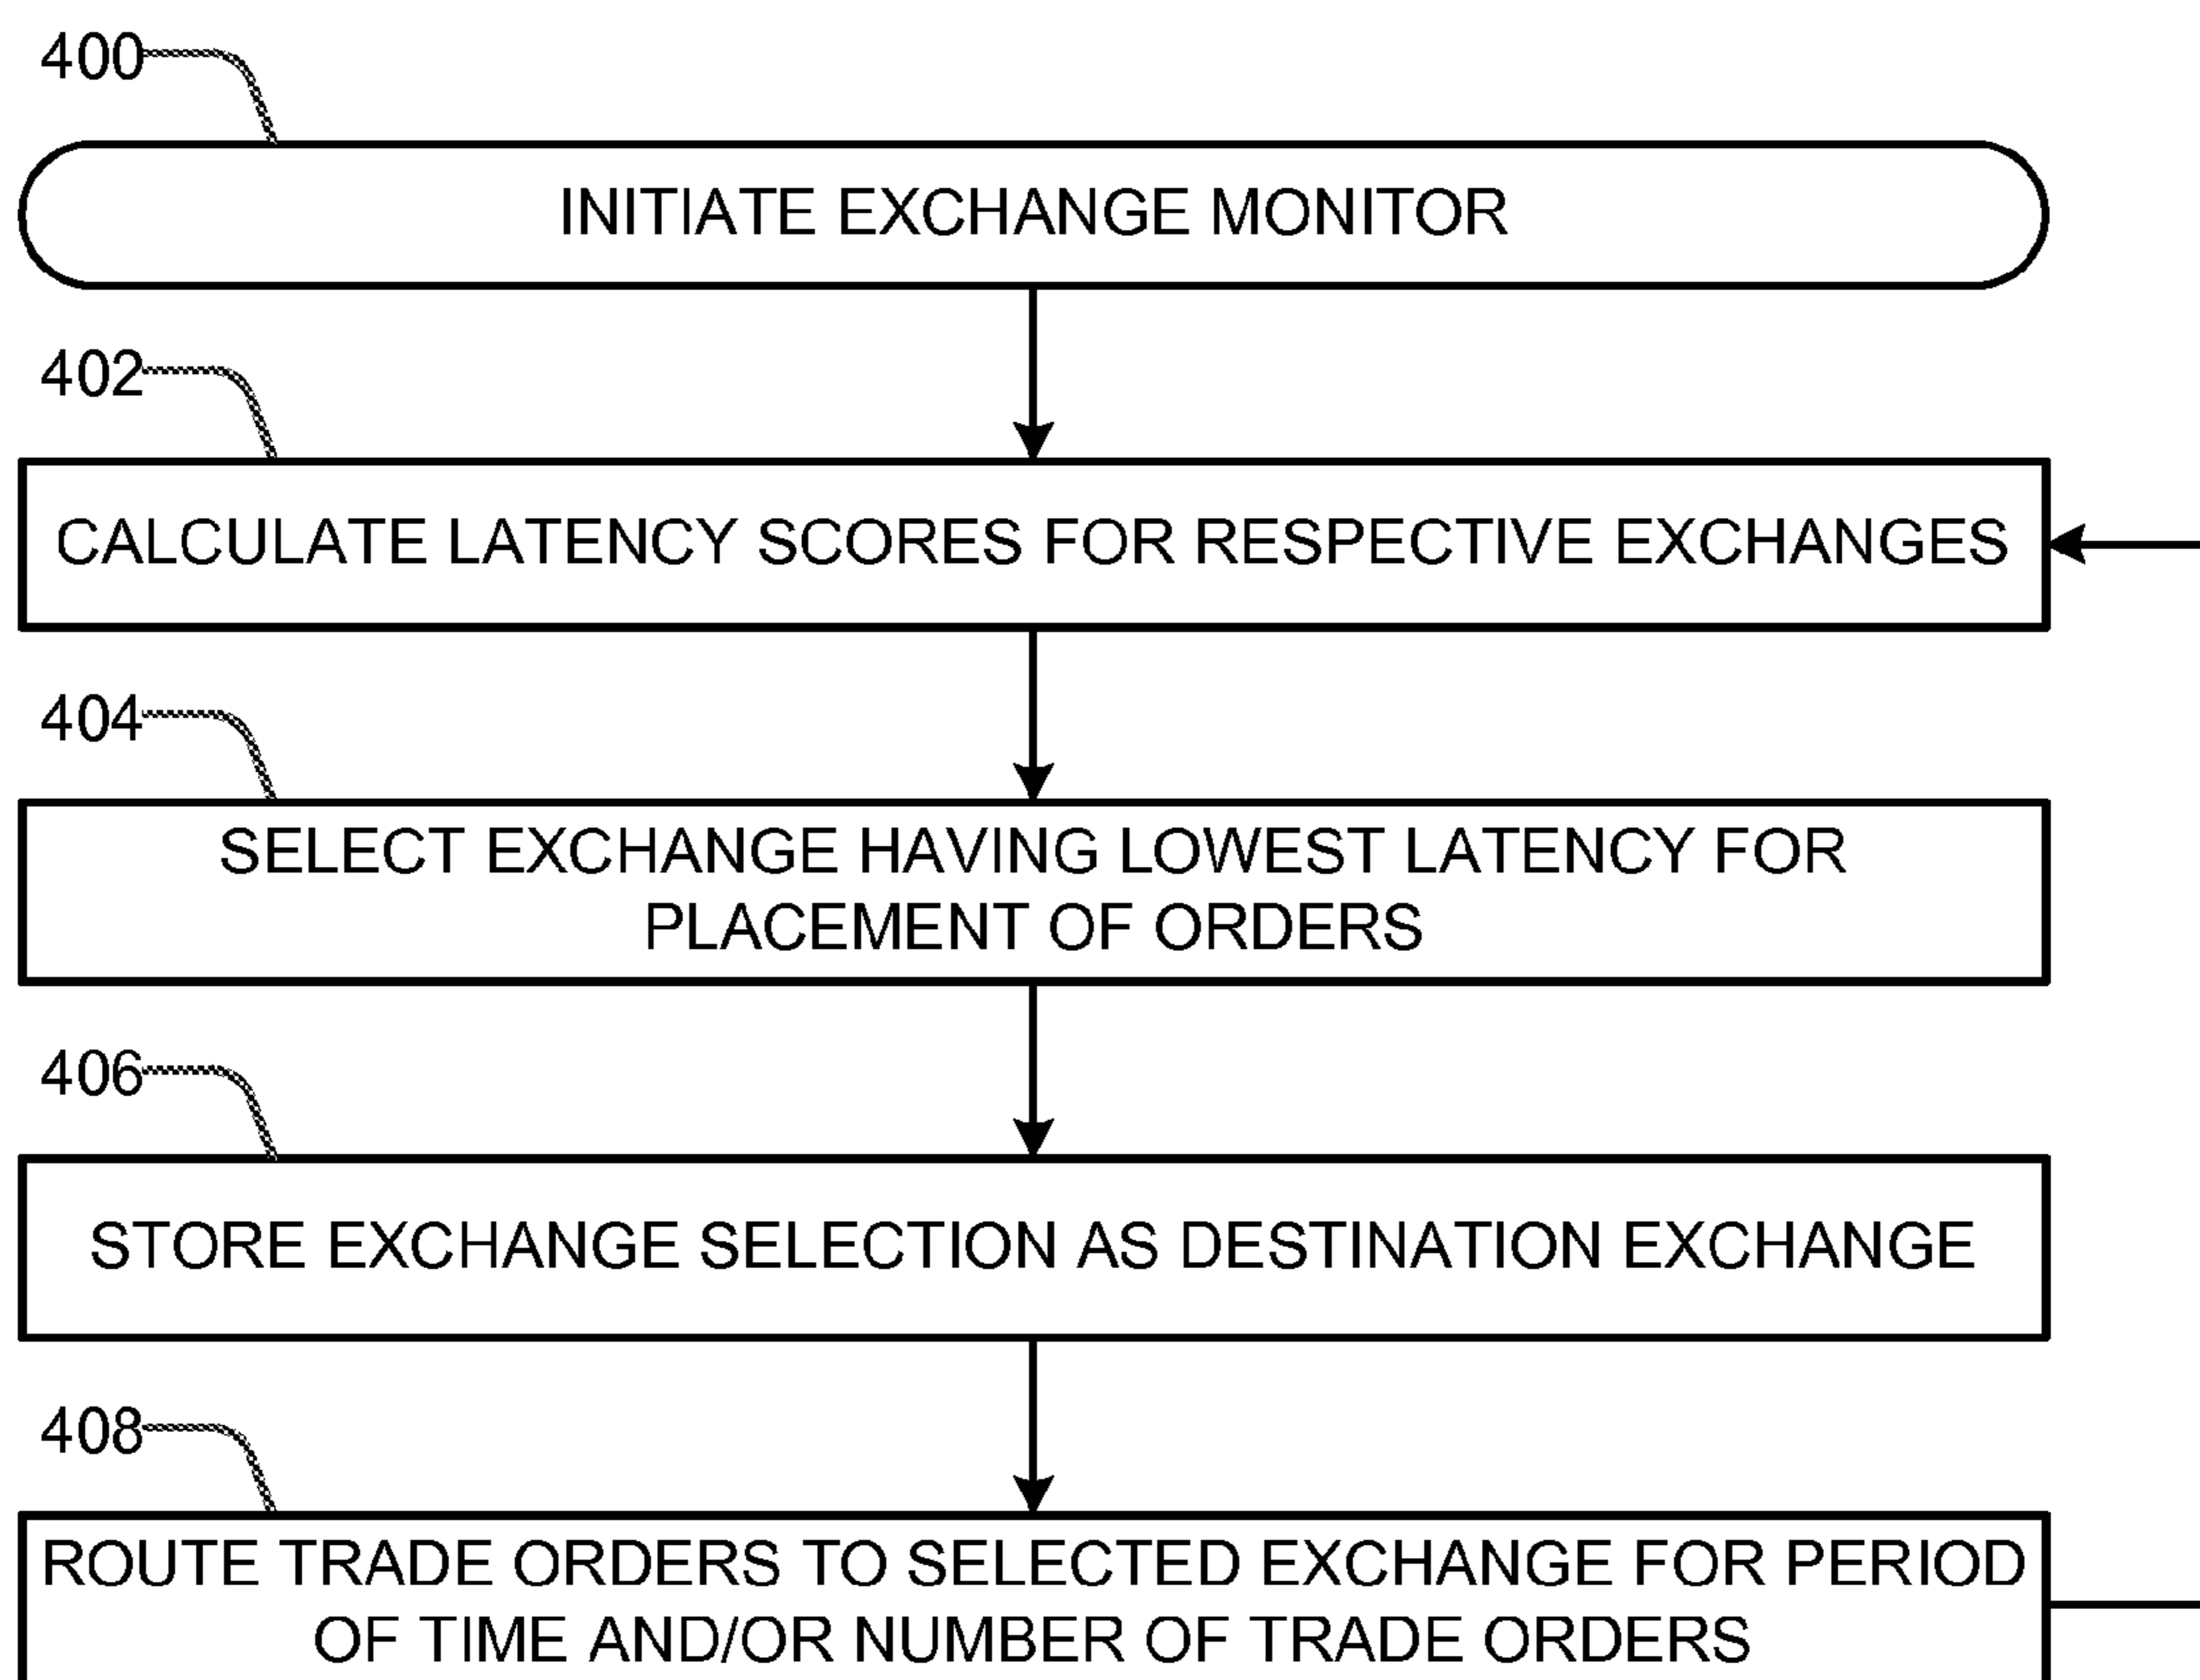 400
INITIATE EXCHANGE MONITOR
402
CALCULATE LATENCY SCORES FOR RESPECTIVE EXCHANGES
404
SELECT EXCHANGE HAVING LOWEST LATENCY FOR
PLACEMENT OF ORDERS
406
STORE EXCHANGE SELECTION AS DESTINATION EXCHANGE
408
ROUTE TRADE ORDERS TO SELECTED EXCHANGE FOR PERIOD
OF TIME AND/OR NUMBER OF TRADE ORDERS